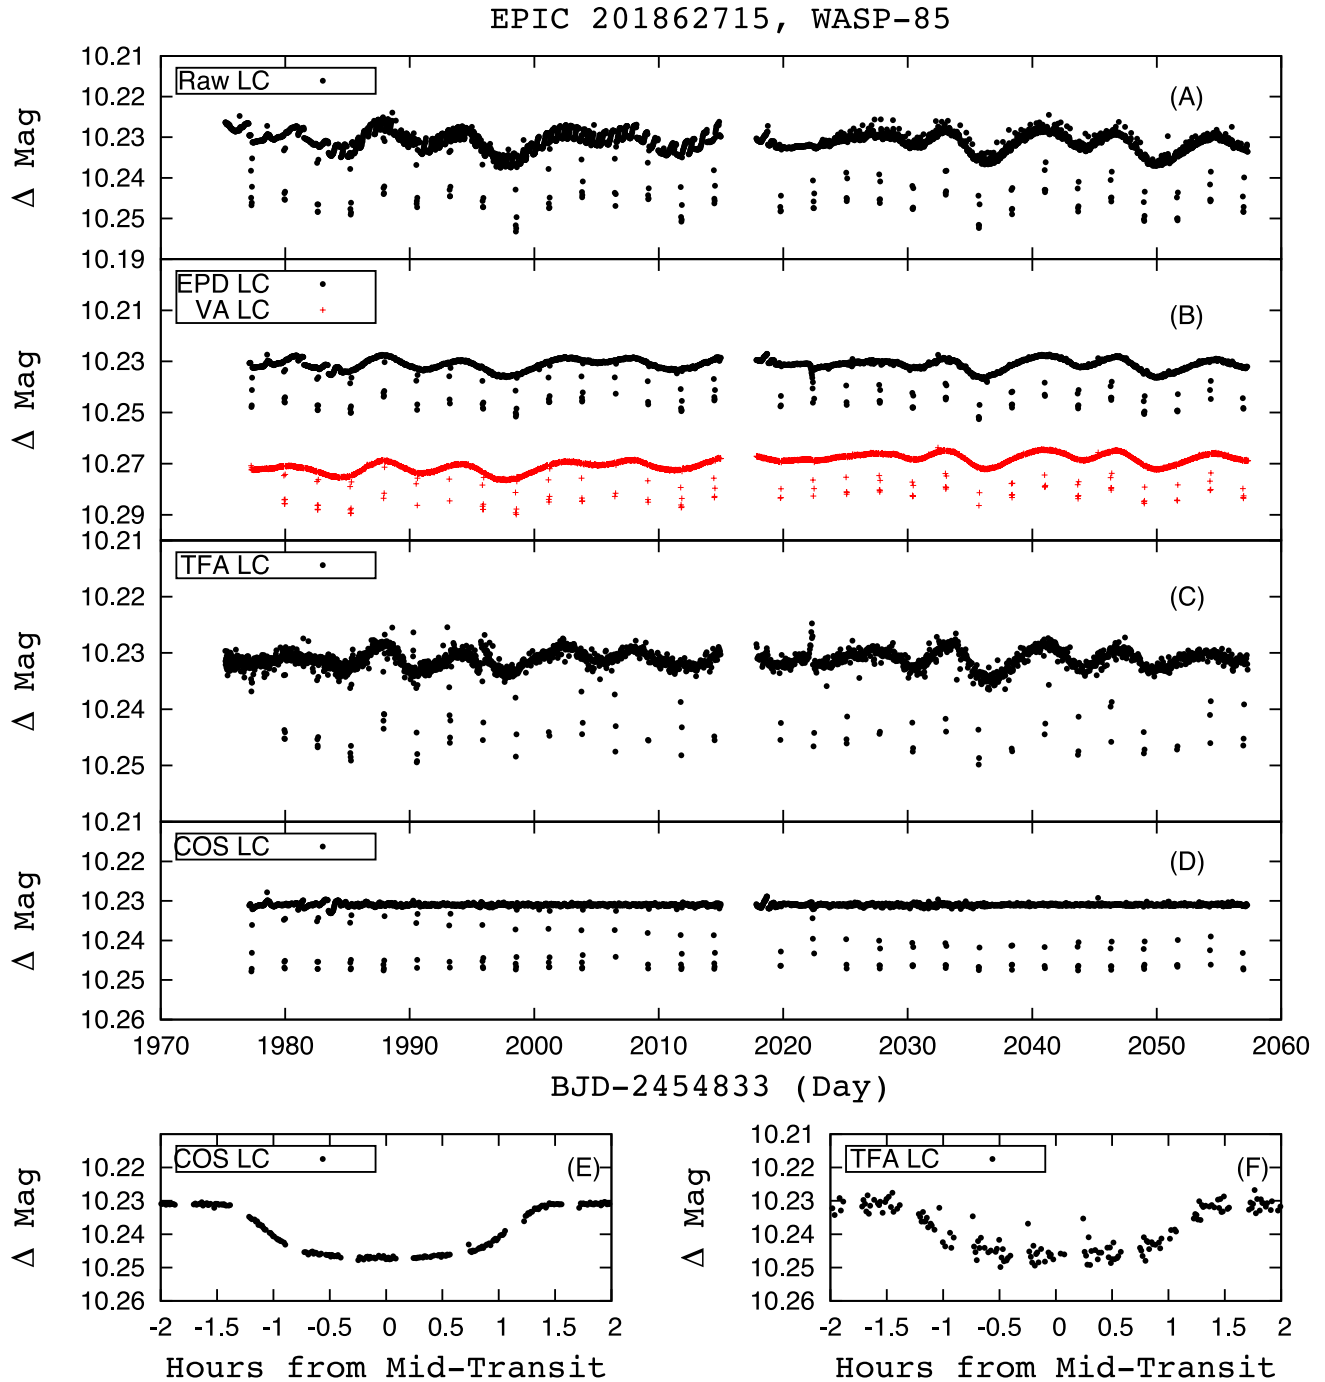 EPIC 201862715, WASP-85
10.21
10.22
10.23
10.24
10.25
10.19
Δ Mag
Raw LC
(A)
10.21
10.23
10.25
10.27
10.29
10.21
Δ Mag
EPD LC
VA LC
(B)
10.22
10.23
10.24
10.25
10.21
Δ Mag
TFA LC
(C)
10.22
10.23
10.24
10.25
10.26
Δ Mag
COS LC
(D)
1970 1980 1990 2000 2010 2020 2030 2040 2050 2060
BJD-2454833 (Day)
10.21
10.22
10.23
10.24
10.25
10.26
Δ Mag
COS LC
(E)
-2 -1.5 -1 -0.5 0 0.5 1 1.5 2
Hours from Mid-Transit
10.21
10.22
10.23
10.24
10.25
10.26
Δ Mag
TFA LC
(F)
-2 -1.5 -1 -0.5 0 0.5 1 1.5 2
Hours from Mid-Transit